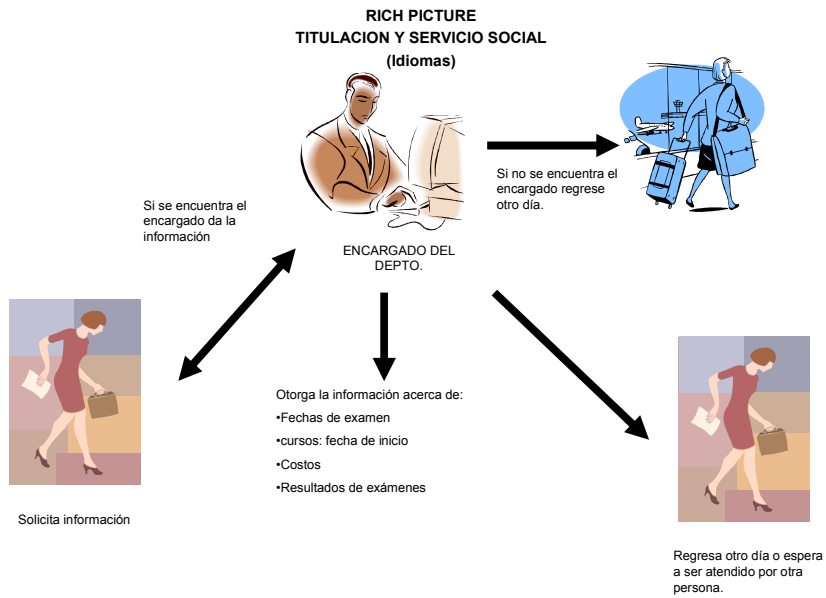 RICH PICTURE
TITULACION Y SERVICIO SOCIAL
(Idiomas)
Si no se encuentra el
encargado regrese
otro día.
Si se encuentra el
encargado da la
información
ENCARGADO DEL
DEPTO.
Otorga la información acerca de:
•Fechas de examen
•cursos: fecha de inicio
•Costos
•Resultados de exámenes
Solicita información
Regresa otro día o espera
a ser atendido por otra
persona.